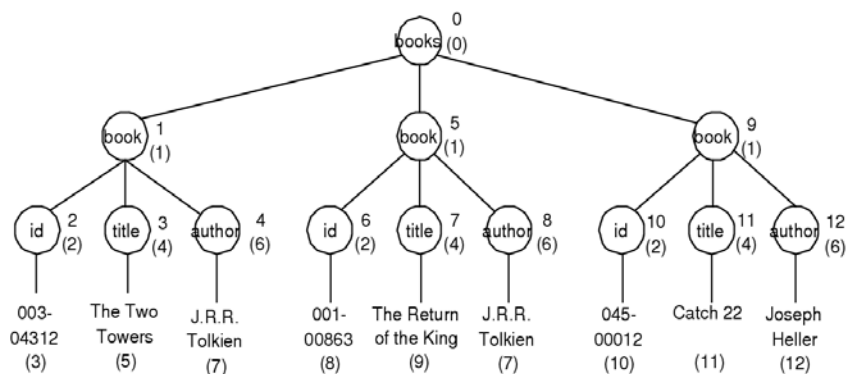 0
books (0)
book 1 (1)
book 5 (1)
book 9 (1)
id 2 (2)
title 3 (4)
author 4 (6)
id 6 (2)
title 7 (4)
author 8 (6)
id 10 (2)
title 11 (4)
author 12 (6)
003-
04312
(3)
The Two
Towers
(5)
J.R.R.
Tolkien
(7)
001-
00863
(8)
The Return
of the King
(9)
J.R.R.
Tolkien
(7)
045-
00012
(10)
Catch 22
(11)
Joseph
Heller
(12)